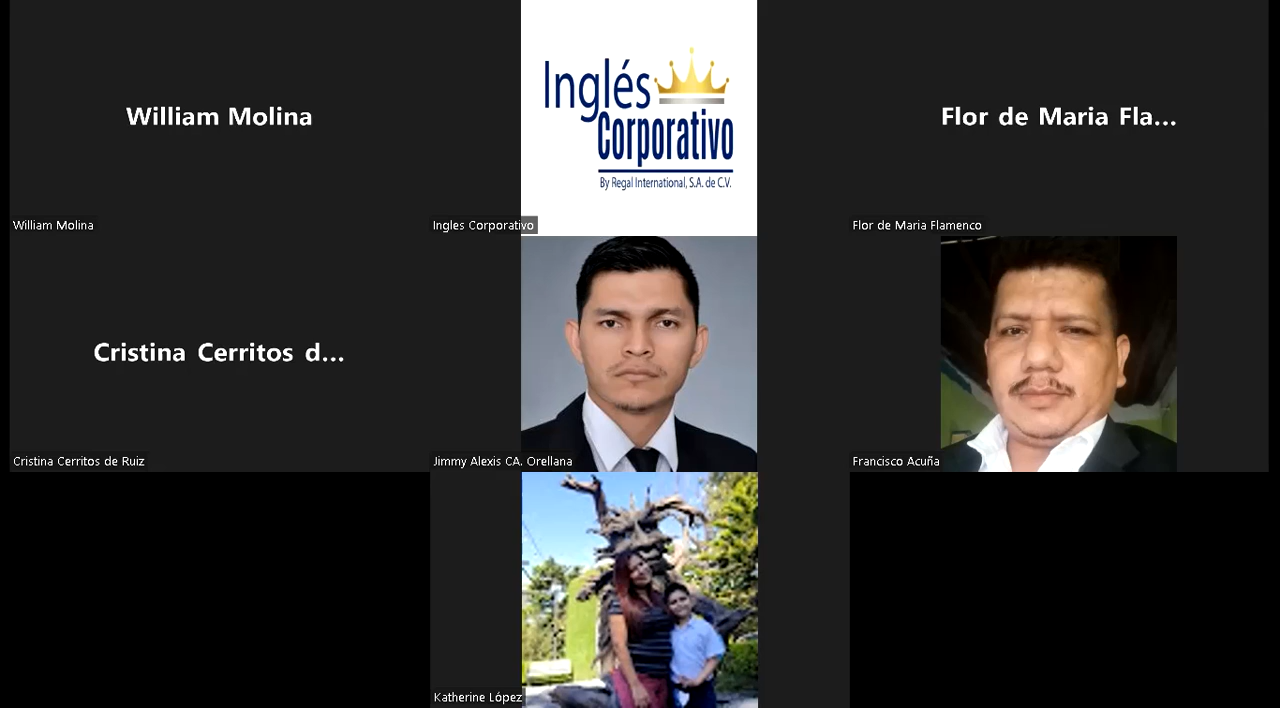 William Molina
Inglés
Corporativo
By Regal International, S.A. de C.V.
Flor de Maria Fla...
William Molina
Ingles Corporativo
Flor de Maria Flamenco
Cristina Cerritos d...
Cristina Cerritos de Ruiz
Jimmy Alexis CA. Orellana
Francisco Acuña
Katherine López